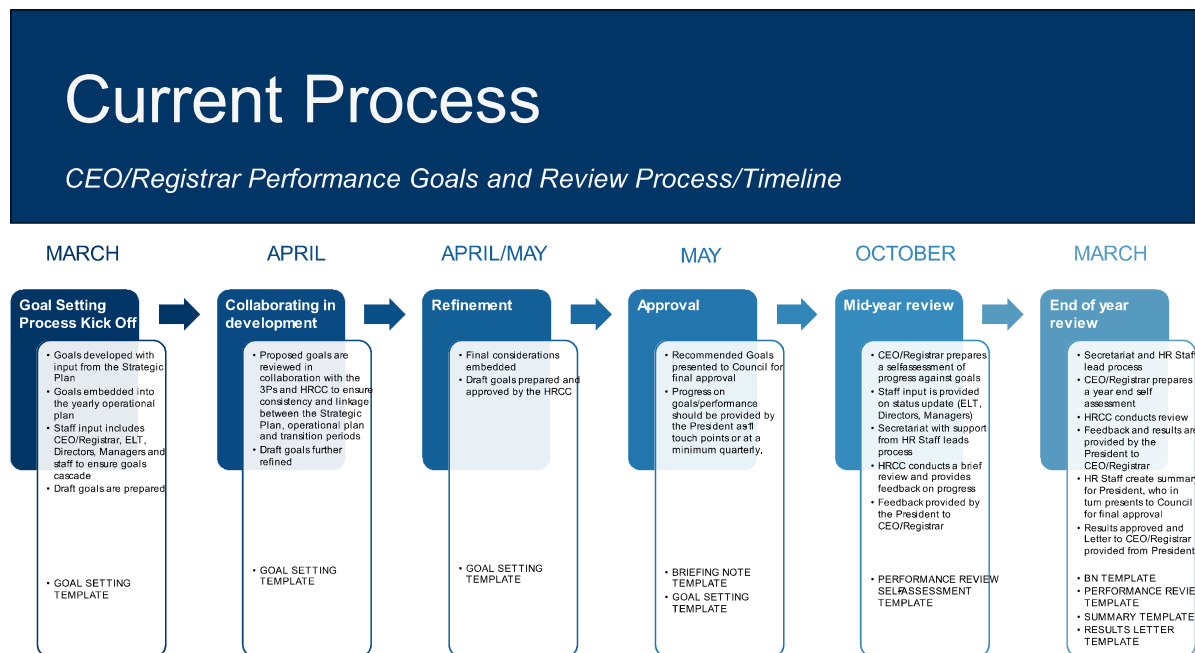 Current Process
CEO/Registrar Performance Goals and Review Process/Timeline
MARCH
Goal Setting
Process Kick Off
• Goals developed with
input from the Strategic
Plan
• Goals embedded into
the yearly operational
plan
• Staff input includes
CEO/Registrar, ELT,
Directors, Managers and
staff to ensure goals
cascade
• Draft goals are prepared
• GOAL SETTING
TEMPLATE
APRIL
Collaborating in
development
• Proposed goals are
reviewed in
collaboration with the
3Ps and HRCC to ensure
consistency and linkage
between the Strategic
Plan, operational plan
and transition periods
• Draft goals further
refined
• GOAL SETTING
TEMPLATE
APRIL/MAY
Refinement
• Final considerations
embedded
• Draft goals prepared and
approved by the HRCC
• GOAL SETTING
TEMPLATE
MAY
Approval
• Recommended Goals
presented to Council for
final approval
• Progress on
goals/performance
should be provided by
the President as
touch points or at a
minimum quarterly,
• BRIEFING NOTE
TEMPLATE
• GOAL SETTING
TEMPLATE
OCTOBER
Mid-year review
• CEO/Registrar prepares
a self-assessment of
progress against goals
• Staff input is provided
on status update (ELT,
Directors, Managers)
• Secretariat with support
from HR Staff leads
process
• HRCC conducts a brief
review and provides
feedback on progress
• Feedback provided by
the President to
CEO/Registrar
• PERFORMANCE REVIEW
SELF-ASSESSMENT
TEMPLATE
MARCH
End of year
review
• Secretariat and HR Staff
lead process
• CEO/Registrar prepares
a year end self
assessment
• HRCC conducts review
• Feedback and results are
provided by the
President to
CEO/Registrar
• HR Staff create summary
for President, who in
turn presents to Council
for final approval
• Results approved and
Letter to CEO/Registrar
provided from President
• BN TEMPLATE
• PERFORMANCE REVIE
TEMPLATE
• SUMMARY TEMPLATE
• RESULTS LETTER
TEMPLATE